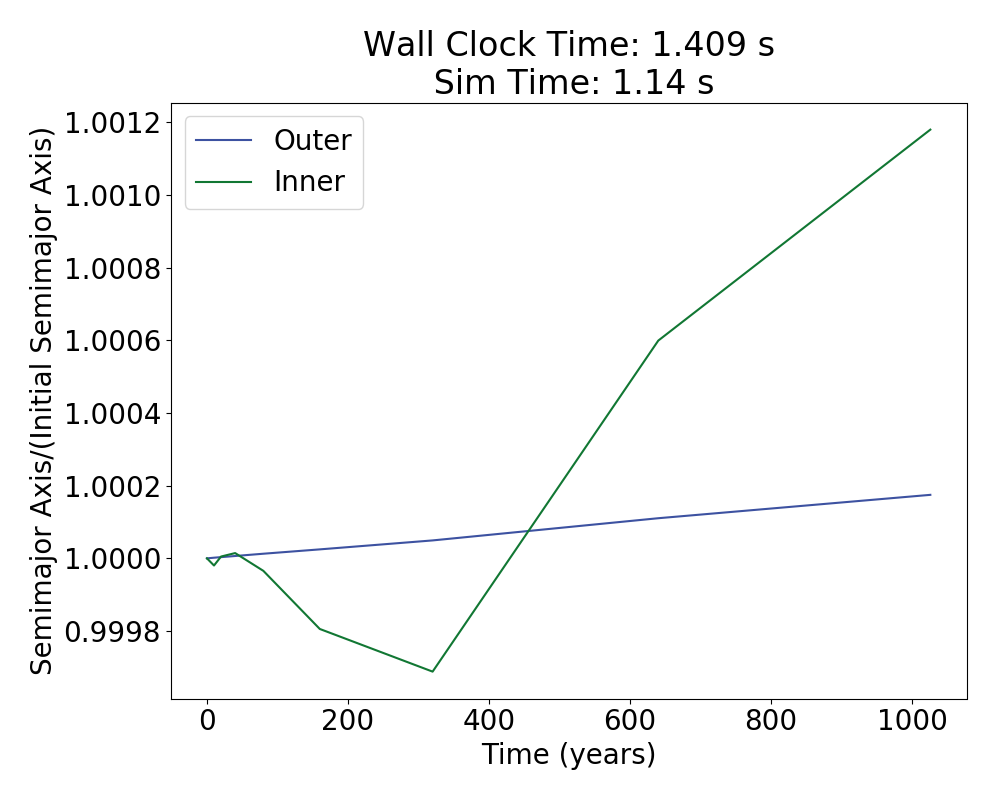 Wall Clock Time: 1.409 s
Sim Time: 1.14 s
Outer
Inner
Semimajor Axis/(Initial Semimajor Axis)
1.0012
1.0010
1.0008
1.0006
1.0004
1.0002
1.0000
0.9998
0 200 400 600 800 1000
Time (years)